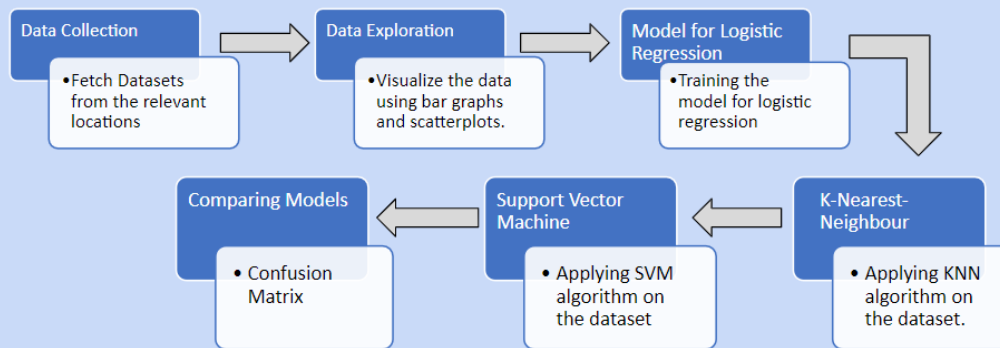 Data Collection
•Fetch Datasets
from the relevant
locations
Data Exploration
•Visualize the data
using bar graphs
and scatterplots.
Model for Logistic
Regression
•Training the
model for logistic
regression
K-Nearest-
Neighbour
• Applying KNN
algorithm on
the dataset.
Support Vector
Machine
• Applying SVM
algorithm on
the dataset
Comparing Models
• Confusion
Matrix